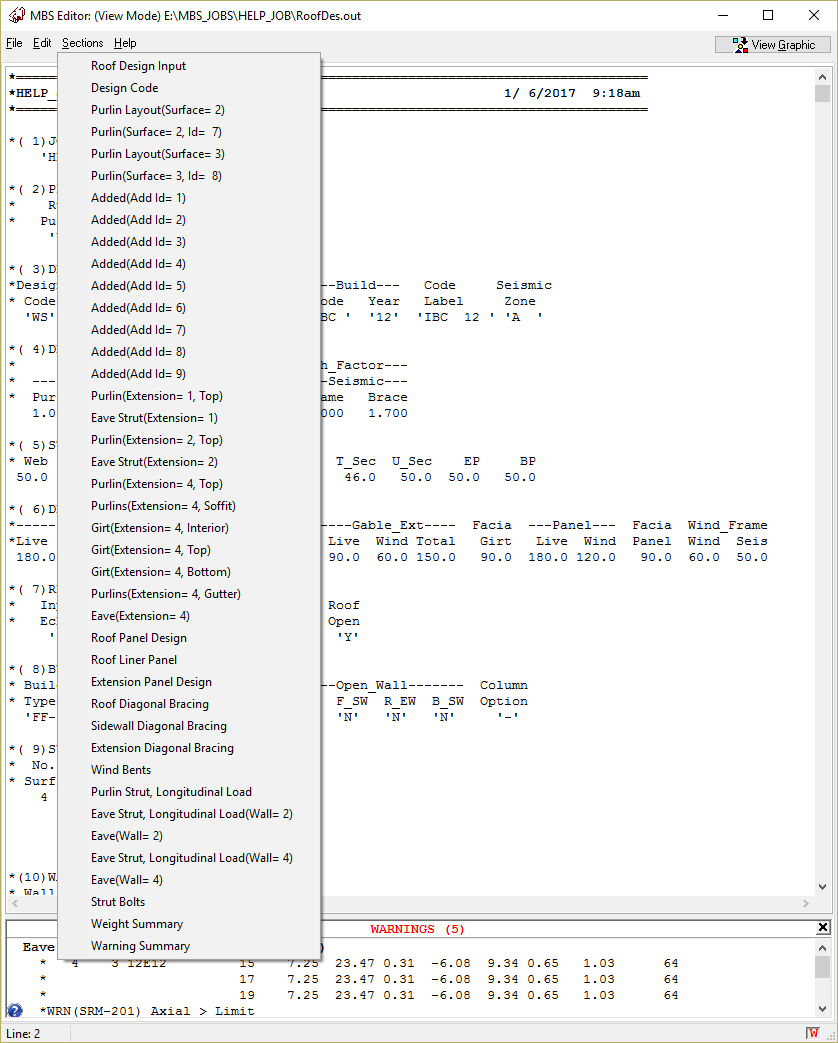 MBS Editor: (View Mode) E:\MBS_JOBS\HELP_JOB\RoofDes.out
File Edit Sections Help View Graphic
Roof Design Input
Design Code
Purlin Layout(Surface= 2)
Purlin(Surface= 2, Id= 7)
Purlin Layout(Surface= 3)
Purlin(Surface= 3, Id= 8)
Added(Add Id= 1)
Added(Add Id= 2)
Added(Add Id= 3)
Added(Add Id= 4)
Added(Add Id= 5)
Added(Add Id= 6)
Added(Add Id= 7)
Added(Add Id= 8)
Added(Add Id= 9)
Purlin(Extension= 1, Top)
Eave Strut(Extension= 1)
Purlin(Extension= 2, Top)
Eave Strut(Extension= 2)
Purlin(Extension= 4, Top)
Purlins(Extension= 4, Soffit)
Girt(Extension= 4, Interior)
Girt(Extension= 4, Top)
Girt(Extension= 4, Bottom)
Purlins(Extension= 4, Gutter)
Eave(Extension= 4)
Roof Panel Design
Roof Liner Panel
Extension Panel Design
Roof Diagonal Bracing
Sidewall Diagonal Bracing
Extension Diagonal Bracing
Wind Bents
Purlin Strut, Longitudinal Load
Eave Strut, Longitudinal Load(Wall= 2)
Eave(Wall= 2)
Eave Strut, Longitudinal Load(Wall= 4)
Eave(Wall= 4)
Strut Bolts
Weight Summary
Warning Summary
*HELP_ 1/ 6/2017 9:18am
*( 1)J
'H
*( 2)P
* R
* Pu
*( 3)D
*Desig --Build--- Code Seismic
* Code ode Year Label Zone
'WS' BC ' '12' 'IBC 12 ' 'A '
*( 4)D
* h_Factor---
* --- -Seismic---
* Pur ame Brace
1.0 000 1.700
*( 5)S
* Web T_Sec U_Sec EP BP
50.0 46.0 50.0 50.0 50.0
*( 6)D
*----- ----Gable_Ext---- Facia ---Panel--- Facia Wind_Frame
*Live Live Wind Total Girt Live Wind Panel Wind Seis
180.0 90.0 60.0 150.0 90.0 180.0 120.0 90.0 60.0 50.0
*( 7)R
* In Roof
* Ec Open
' 'Y'
*( 8)B
* Buil --Open_Wall------- Column
* Type F_SW R_EW B_SW Option
'FF- 'N' 'N' 'N' '-'
*( 9)S
* No.
* Surf
4
*(10)W
* Wall
WARNINGS (5)
Eave )
* 4 3 12E12 15 7.25 23.47 0.31 -6.08 9.34 0.65 1.03 64
* 17 7.25 23.47 0.31 -6.08 9.34 0.65 1.03 64
* 19 7.25 23.47 0.31 -6.08 9.34 0.65 1.03 64
*WRN(SRM-201) Axial > Limit
Line: 2 W